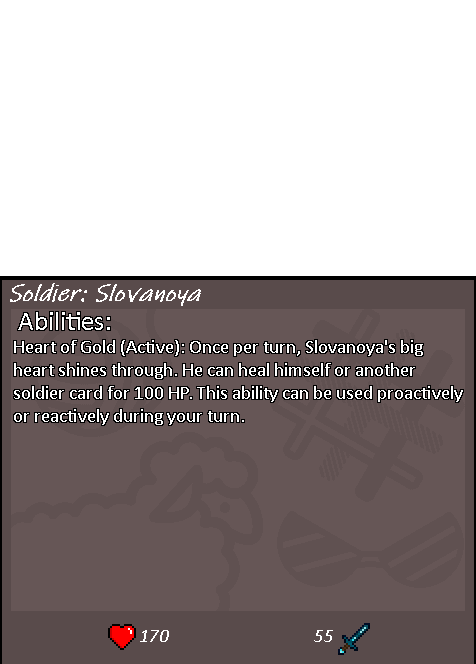 Soldier: Slovanoya
Abilities:
Heart of Gold (Active): Once per turn, Slovanoya's big
heart shines through. He can heal himself or another
soldier card for 100 HP. This ability can be used proactively
or reactively during your turn.
170
55